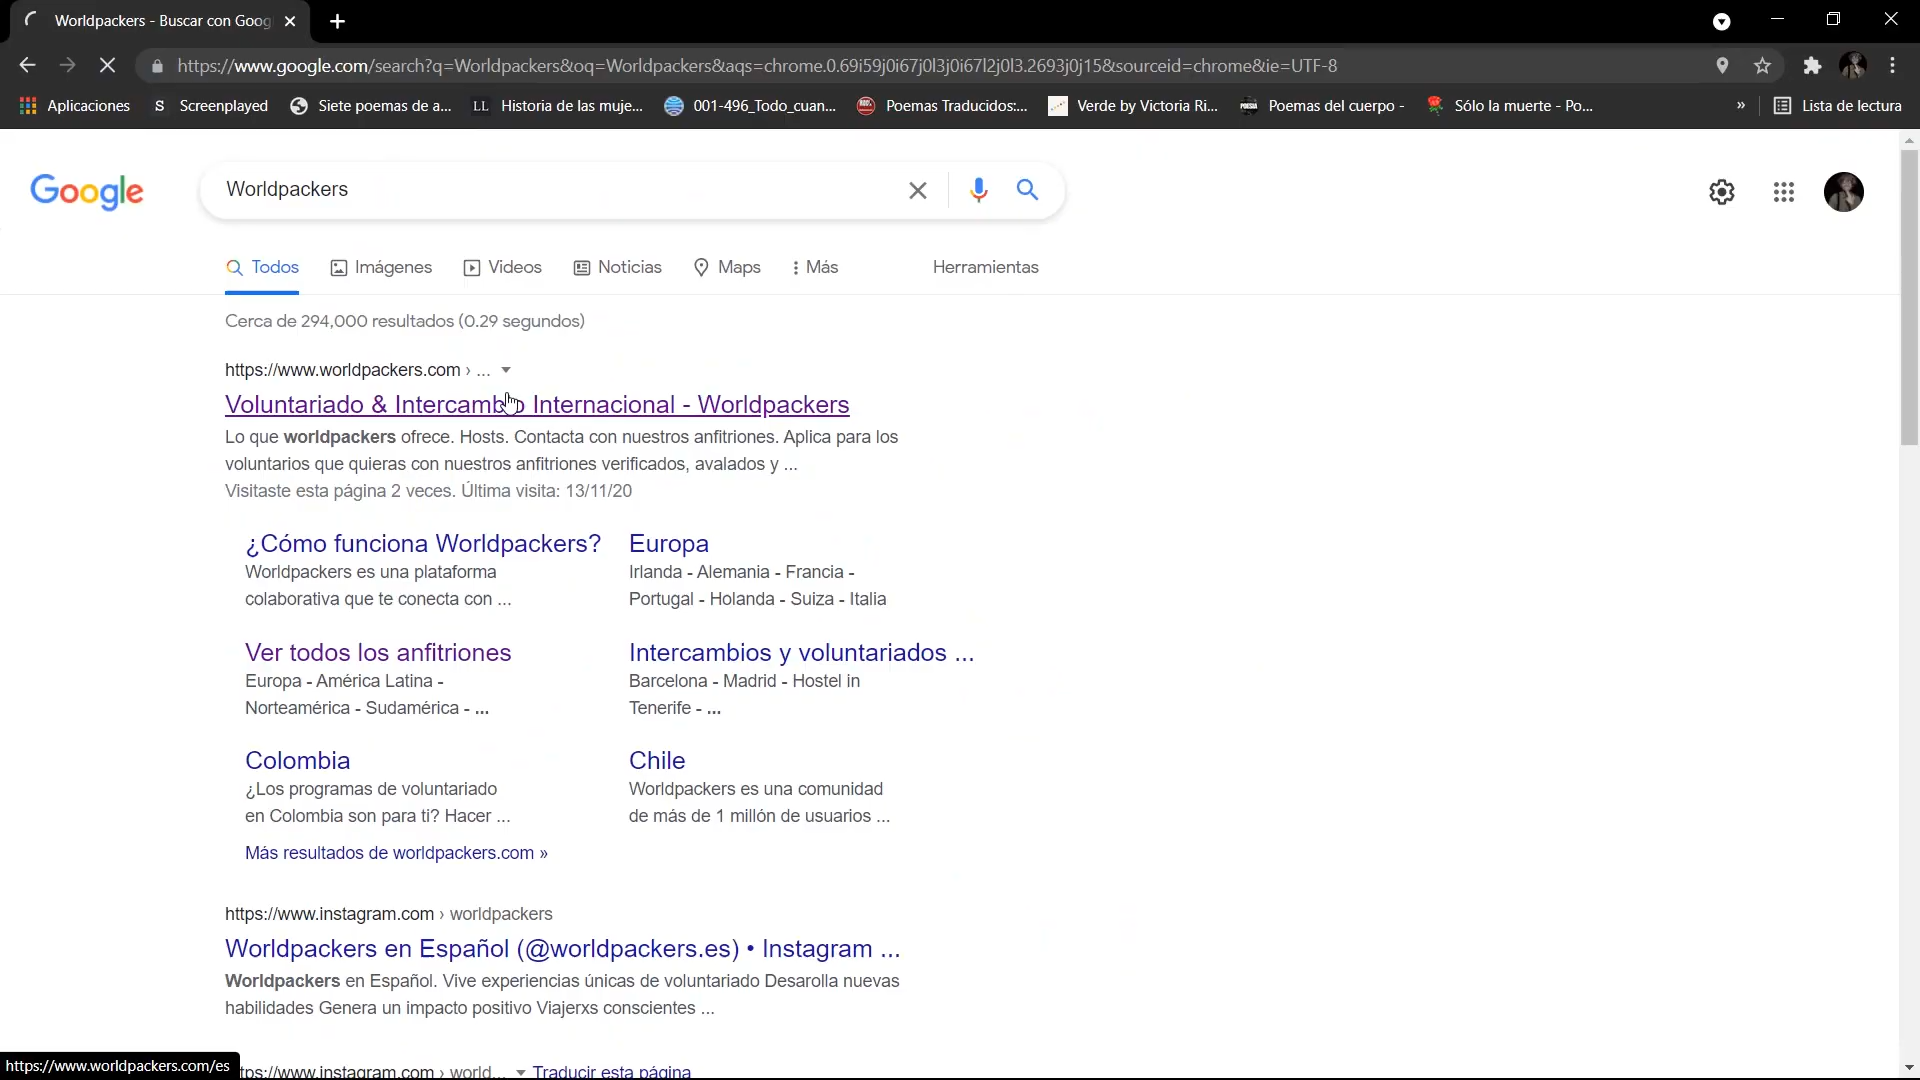 Worldpackers - Buscar con Goog
https://www.google.com/search?q=Worldpackers&oq=Worldpackers&aqs=chrome.0.69i59j0i67j0l3j0i67l2j0l3.2693j0j15&sourceid=chrome&ie=UTF-8
Aplicaciones S Screenplayed Siete poemas de a... LL Historia de las muje... 001-496_Todo_cuan... Poemas Traducidos:... Verde by Victoria Ri... Poemas del cuerpo - Sólo la muerte - Po... » Lista de lectura
Google Worldpackers
Todos Imágenes Videos Noticias Maps Más Herramientas
Cerca de 294,000 resultados (0.29 segundos)
https://www.worldpackers.com › ...
Voluntariado & Intercambio Internacional - Worldpackers
Lo que worldpackers ofrece. Hosts. Contacta con nuestros anfitriones. Aplica para los
voluntarios que quieras con nuestros anfitriones verificados, avalados y ...
Visitaste esta página 2 veces. Última visita: 13/11/20
¿Cómo funciona Worldpackers?
Worldpackers es una plataforma
colaborativa que te conecta con ...
Europa
Irlanda - Alemania - Francia -
Portugal - Holanda - Suiza - Italia
Ver todos los anfitriones
Europa - América Latina -
Norteamérica - Sudamérica - ...
Intercambios y voluntariados ...
Barcelona - Madrid - Hostel in
Tenerife - ...
Colombia
¿Los programas de voluntariado
en Colombia son para ti? Hacer ...
Chile
Worldpackers es una comunidad
de más de 1 millón de usuarios ...
Más resultados de worldpackers.com »
https://www.instagram.com › worldpackers
Worldpackers en Español (@worldpackers.es) • Instagram ...
Worldpackers en Español. Vive experiencias únicas de voluntariado Desarolla nuevas
habilidades Genera un impacto positivo Viajerxs conscientes ...
https://www.worldpackers.com/es
tps://www.instagram.com › world... Traducir esta página